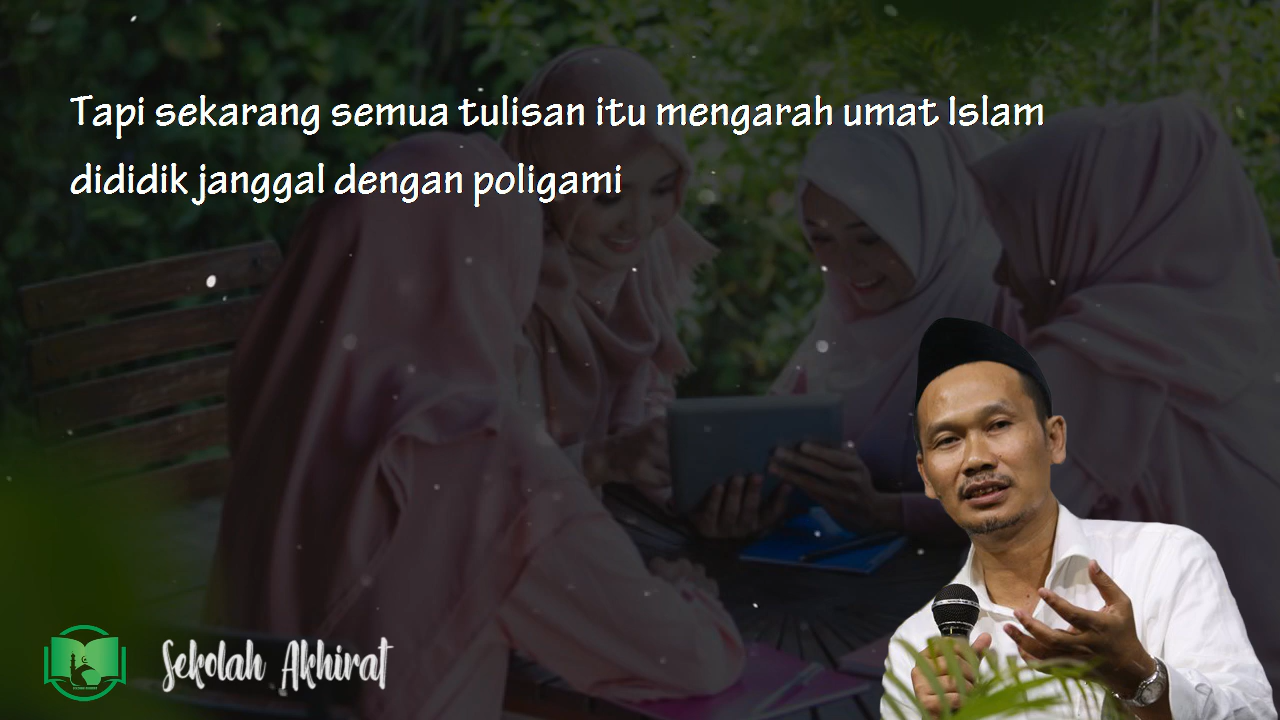 Tapi sekarang semua tulisan itu mengarah umat Islam
dididik janggal dengan poligami
Sekolah Akhirat